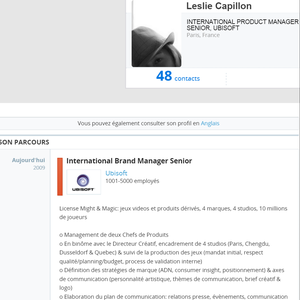 Leslie Capillon
INTERNATIONAL PRODUCT MANAGER
SENIOR, UBISOFT
Paris, France
48 contacts
Vous pouvez également consulter son profil en Anglais
SON PARCOURS
Aujourd'hui
2009
International Brand Manager Senior
Ubisoft
1001-5000 employés
UBISOFT
License Might & Magic: jeux videos et produits dérivés, 4 marques, 4 studios, 10 millions
de joueurs
o Management de deux Chefs de Produits
o En binôme avec le Directeur Créatif, encadrement de 4 studios (Paris, Chengdu,
Dusseldorf & Quebec) & suivi de la production des jeux (mandat initial, respect
qualité/planning/budget, process de validation interne)
o Définition des stratégies de marque (ADN, consumer insight, positionnement) & axes
de communication (personnalité artistique, thèmes de communication, brief créatif &
logo)
o Elaboration du plan de communication: relations presse, événements, communication